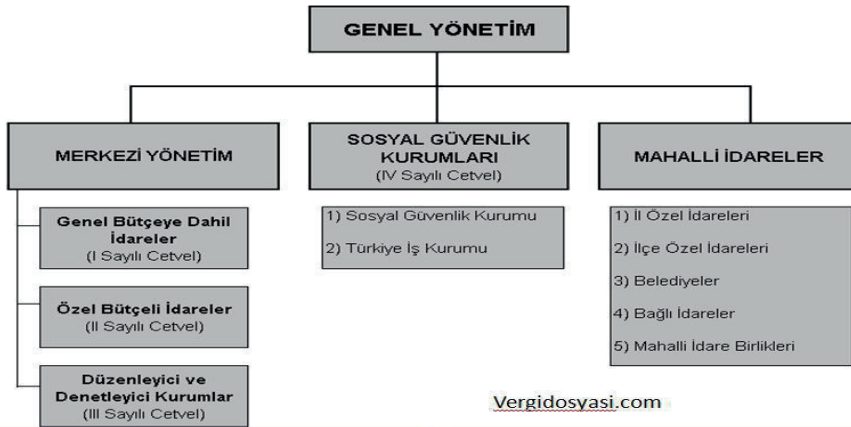 GENEL YÖNETİM
MERKEZİ YÖNETİM
Genel Bütçeye Dahil
İdareler
(I Sayılı Cetvel)
Özel Bütçeli İdareler
(II Sayılı Cetvel)
Düzenleyici ve
Denetleyici Kurumlar
(III Sayılı Cetvel)
SOSYAL GÜVENLİK
KURUMLARI
(IV Sayılı Cetvel)
1) Sosyal Güvenlik Kurumu
2) Türkiye İş Kurumu
MAHALLİ İDARELER
1) İl Özel İdareleri
2) İlçe Özel İdareleri
3) Belediyeler
4) Bağlı İdareler
5) Mahalli İdare Birlikleri
Vergidosyasi.com